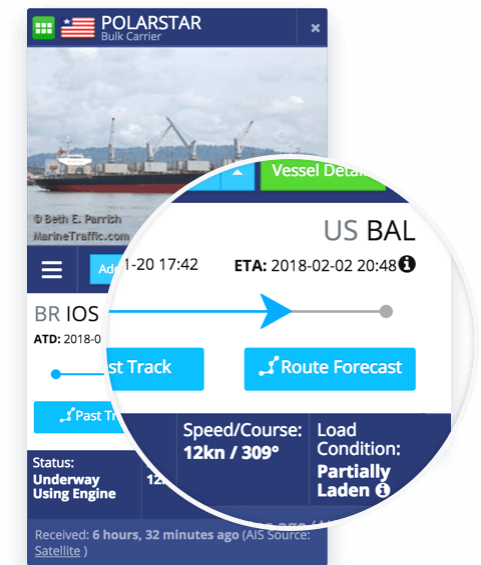 POLARSTAR
Bulk Carrier
×
© Beth E. Parrish
MarineTraffic.com
Vessel
US BAL
1-20 17:42
ETA: 2018-02-02 20:48
BR IOS
ATD: 2018-0
st Track
Route Forecast
Past Tr
Speed/Course:
12kn / 309°
Load
Condition:
Partially
Laden
Status:
Underway
Using Engine
12
Received: 6 hours, 32 minutes ago (AIS Source:
Satellite )